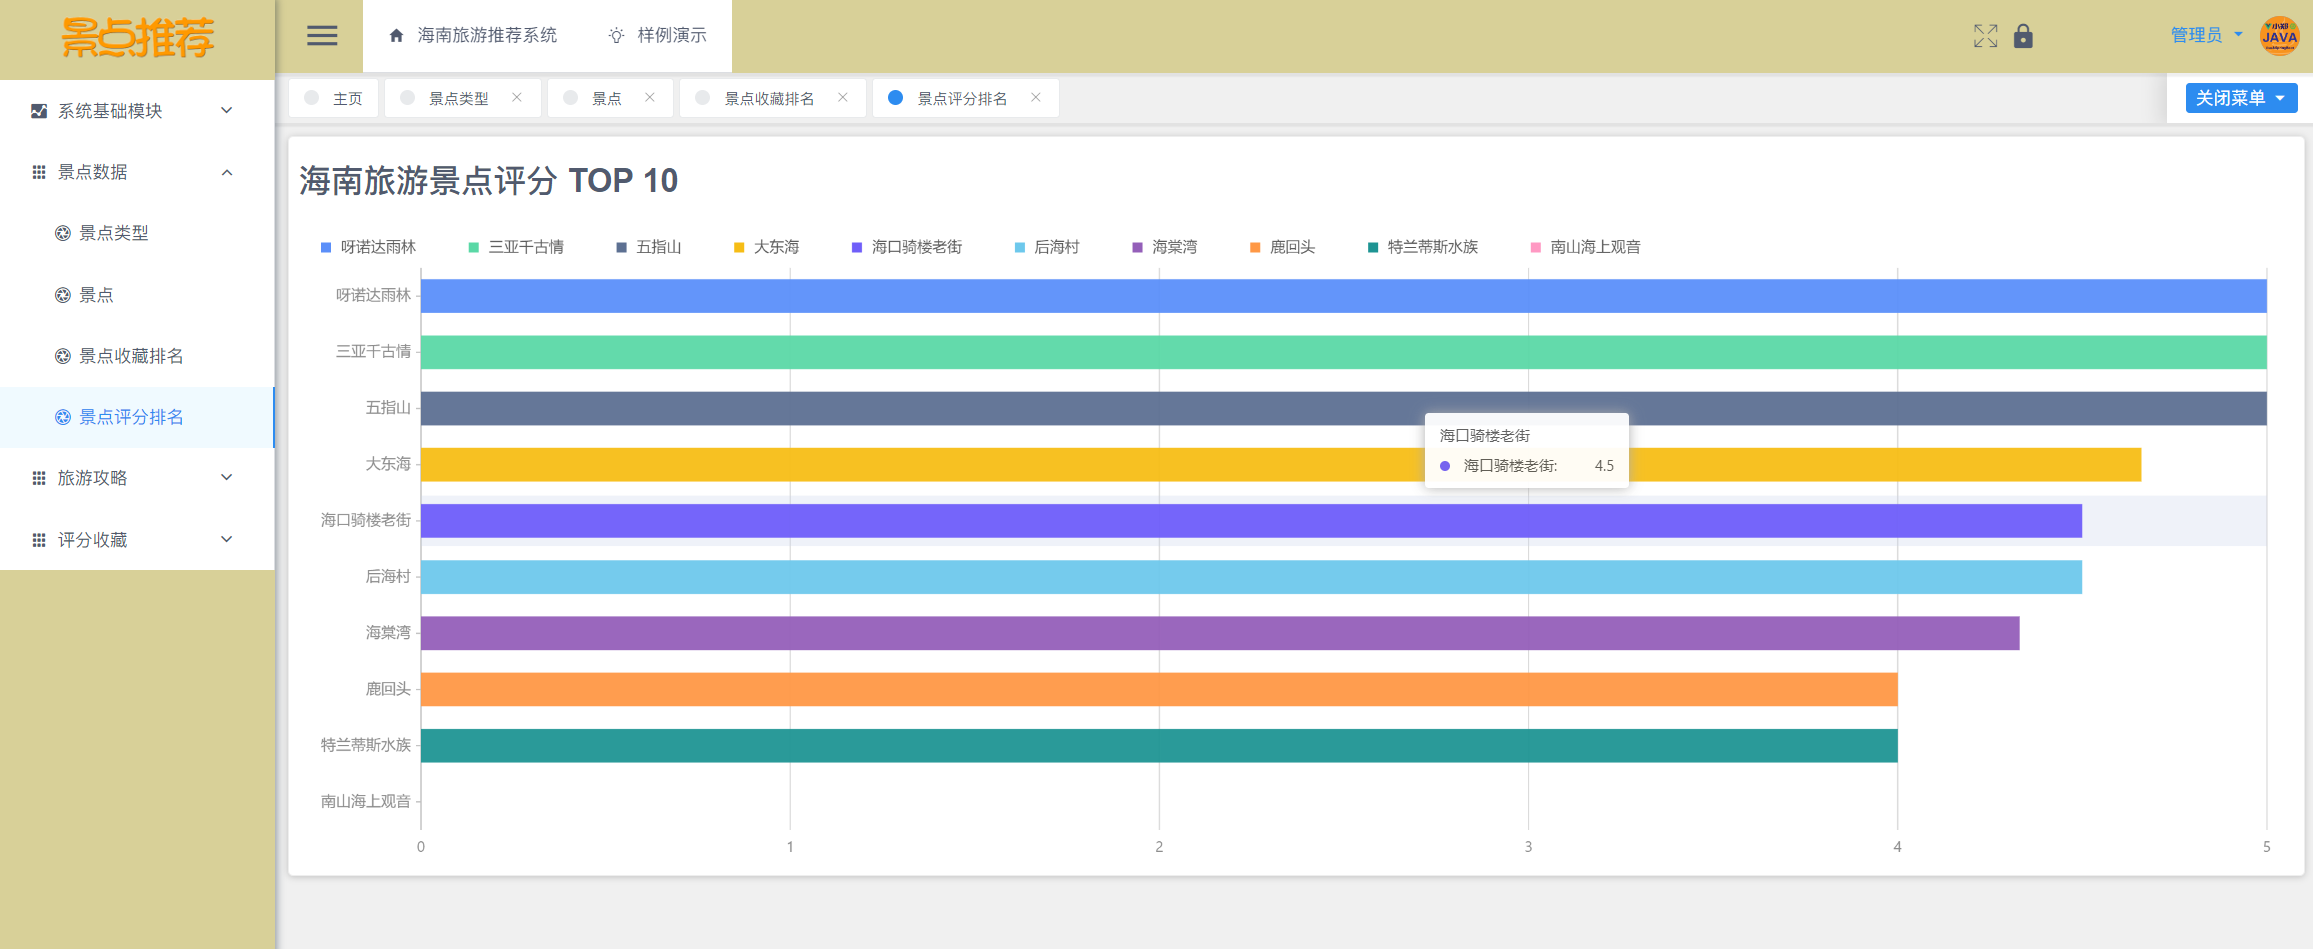 景点推荐
海南旅游推荐系统
样例演示
管理员
小郑
JAVA
主页
景点类型
景点
景点收藏排名
景点评分排名
关闭菜单
系统基础模块
景点数据
景点类型
景点
景点收藏排名
景点评分排名
旅游攻略
评分收藏
海南旅游景点评分 TOP 10
呀诺达雨林
三亚千古情
五指山
大东海
海口骑楼老街
后海村
海棠湾
鹿回头
特兰蒂斯水族
南山海上观音
呀诺达雨林
三亚千古情
五指山
大东海
海口骑楼老街
后海村
海棠湾
鹿回头
特兰蒂斯水族
南山海上观音
海口骑楼老街
海口骑楼老街: 4.5
0 1 2 3 4 5